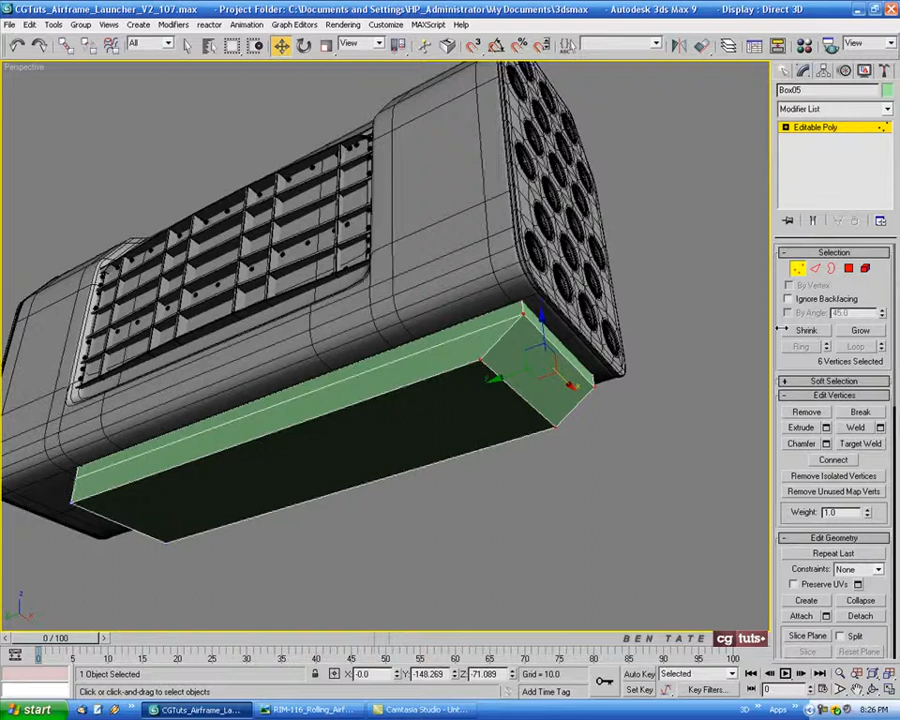 CGTuts_Airframe_Launcher_V2_107.max - Project Folder: C:\Documents and Settings\HP_Administrator\My Documents\3dsmax - Autodesk 3ds Max 9 - Display : Direct 3D
File Edit Tools Group Views Create Modifiers reactor Animation Graph Editors Rendering Customize MAXScript Help
All View View
Perspective
Box05
Modifier List
Editable Poly
Selection
By Vertex
Ignore Backfacing
By Angle: 45.0
Shrink Grow
Ring Loop
6 Vertices Selected
Soft Selection
Edit Vertices
Remove Break
Extrude Weld
Chamfer Target Weld
Connect
Remove Isolated Vertices
Remove Unused Map Verts
Weight: 1.0
Edit Geometry
Repeat Last
Constraints: None
Preserve UVs
Create Collapse
Attach Detach
Slice Plane Split
Slice Reset Plane
z
0 / 100
BEN TATE cg tuts+
0 5 10 15 20 25 30 35 40 45 50 55 60 65 70 75 80 85 90 95 100
1 Object Selected X: -0.0 Y: -148.269 Z: -71.089 Grid = 10.0 Auto Key Selected
Click or click-and-drag to select objects Add Time Tag Set Key Key Filters... 0
start CGTuts_Airframe_La... RIM-116_Rolling_Airf... Camtasia Studio - Unt... 3D Apps 8:26 PM